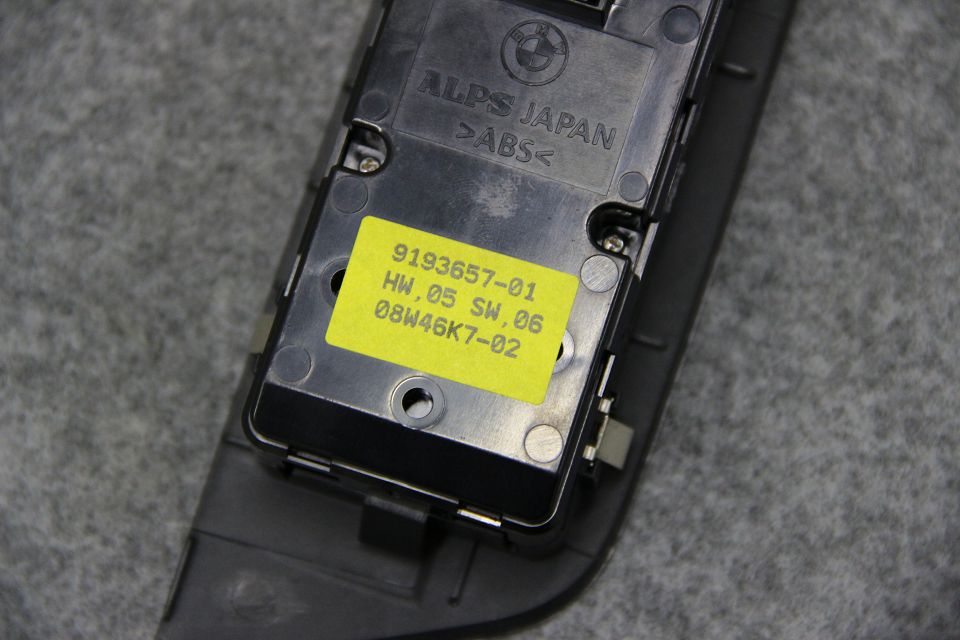 BMW
ALPS JAPAN
>ABS<
9193657-01
HW.05 SW.06
08W46K7-02